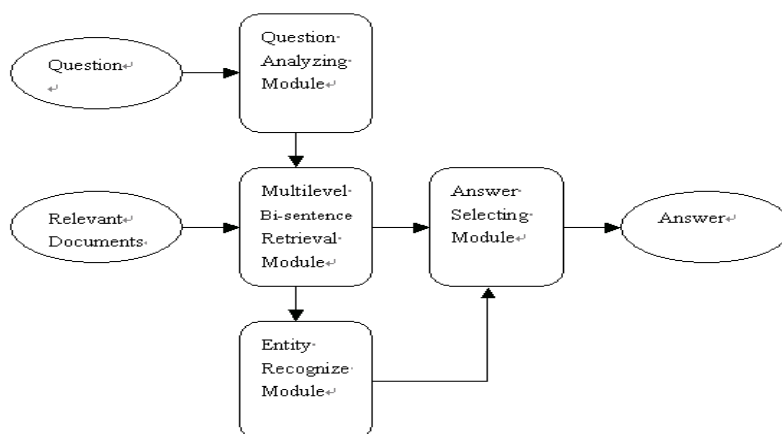 Question
Question
Analyzing
Module
Relevant
Documents
Multilevel
Bi-sentence
Retrieval
Module
Answer
Selecting
Module
Answer
Entity
Recognize
Module